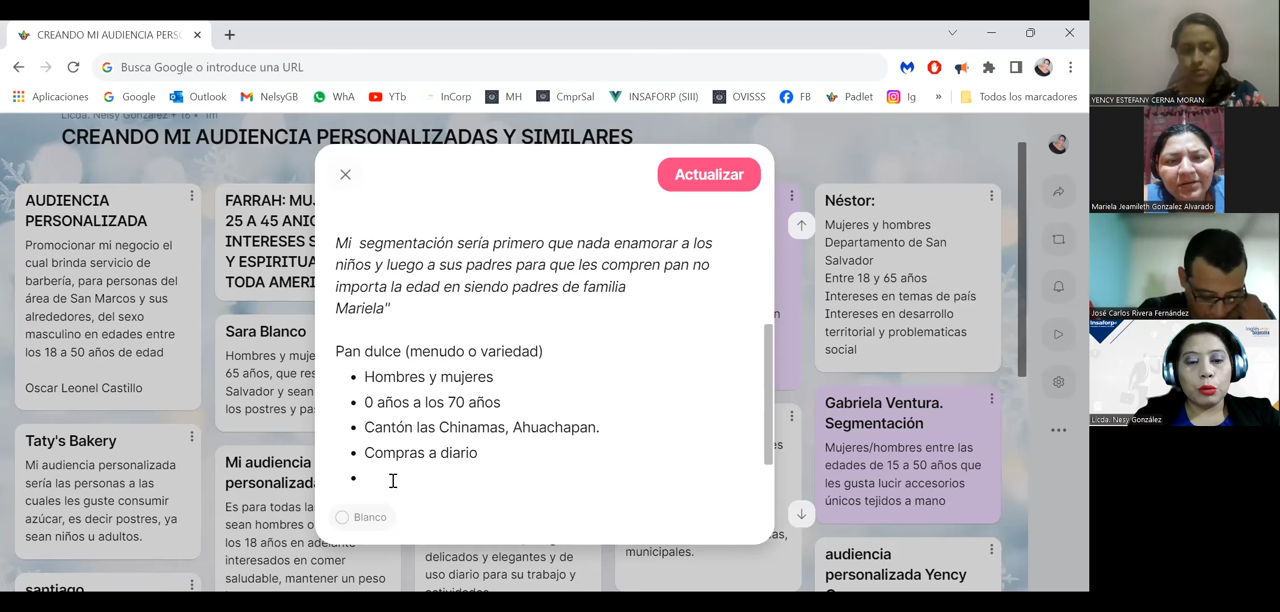 CREANDO MI AUDIENCIA PERSO
Busca Google o introduce una URL
Aplicaciones
Google
Outlook
NelsyGB
WhA
YTb
InCorp
MH
CmprSal
INSAFORP (SIII)
OVISSS
FB
Padlet
Ig
»
Todos los marcadores
Licda. Nelsy González • 18 • 1m
CREANDO MI AUDIENCIA PERSONALIZADAS Y SIMILARES
AUDIENCIA
PERSONALIZADA
Promocionar mi negocio el
cual brinda servicio de
barbería, para personas del
área de San Marcos y sus
alrededores, del sexo
masculino en edades entre
los 18 a 50 años de edad
Oscar Leonel Castillo
Taty's Bakery
Mi audiencia personalizada
sería las personas a las
cuales les guste consumir
azúcar, es decir postres, ya
sean niños u adultos.
santiago
FARRAH: MU
25 A 45 ANIO
INTERESES S
Y ESPIRITUA
TODA AMERI
Sara Blanco
Hombres y muje
65 años, que res
Salvador y sean
los postres y pas
Mi audiencia
personalizada
Es para todas la
sean hombres o
los 18 años en adelante
interesados en comer
saludable, mantener un peso
Actualizar
Mi segmentación sería primero que nada enamorar a los
niños y luego a sus padres para que les compren pan no
importa la edad en siendo padres de familia
Mariela"
Pan dulce (menudo o variedad)
• Hombres y mujeres
• 0 años a los 70 años
• Cantón las Chinamas, Ahuachapan.
• Compras a diario
•
Blanco
delicados y elegantes y de
uso diario para su trabajo y
actividades
municipales.
Néstor:
Mujeres y hombres
Departamento de San
Salvador
Entre 18 y 65 años
Intereses en temas de país
Intereses en desarrollo
territorial y problematicas
social
Gabriela Ventura.
Segmentación
Mujeres/hombres entre las
edades de 15 a 50 años que
les gusta lucir accesorios
únicos tejidos a mano
audiencia
personalizada Yency
YENCY ESTEFANY CERNA MORAN
Mariela Jeamileth Gonzalez Alvarado
José Carlos Rivera Fernández
Insaforp
Licda. Nesy González